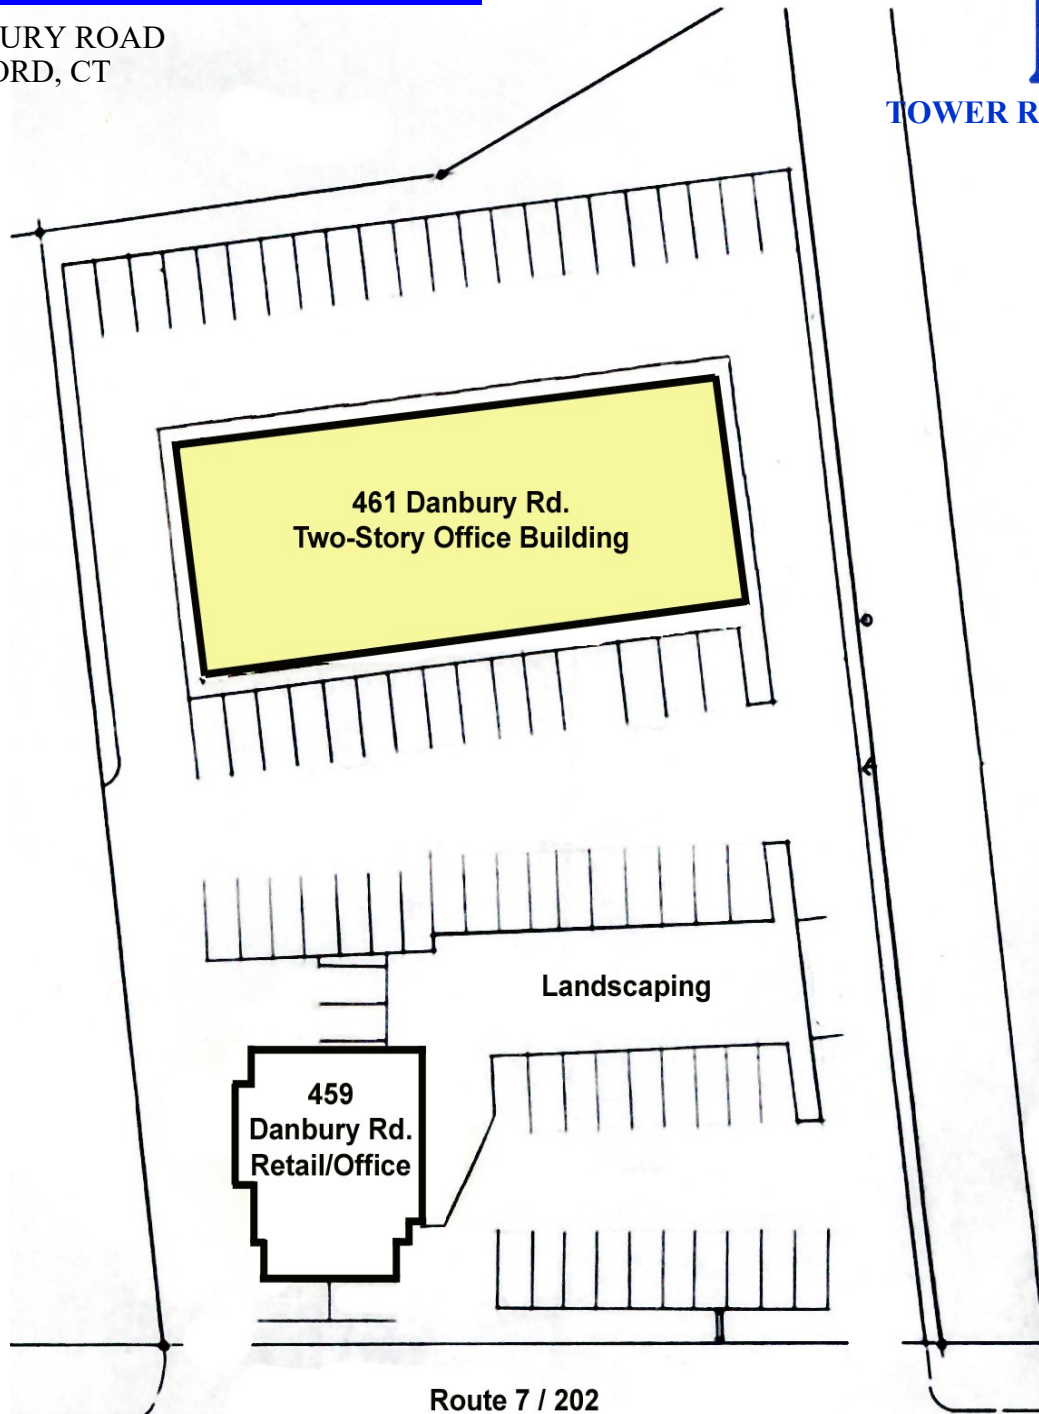 URY ROAD
ORD, CT
TOWER R
461 Danbury Rd.
Two-Story Office Building
Landscaping
459
Danbury Rd.
Retail/Office
Route 7 / 202